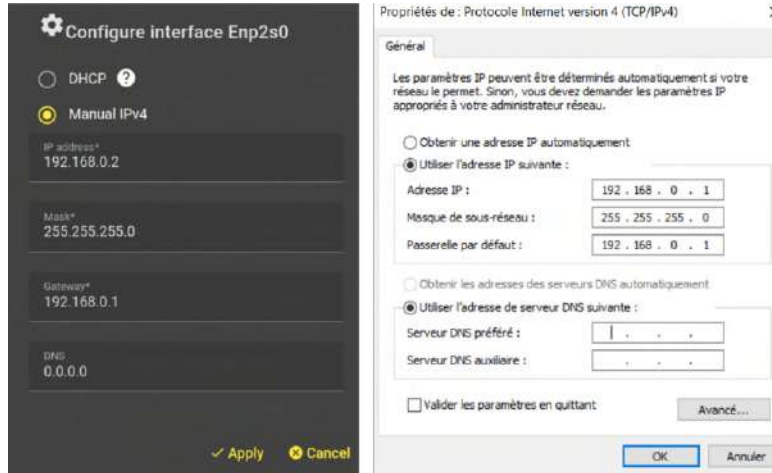 Configure interface Enp2s0
DHCP ?
Manual IPv4
IP address*
192.168.0.2
Mask*
255.255.255.0
Gateway*
192.168.0.1
DNS
0.0.0.0
Apply Cancel
Propriétés de : Protocole Internet version 4 (TCP/IPv4)
Général
Les paramètres IP peuvent être déterminés automatiquement si votre
réseau le permet. Sinon, vous devez demander les paramètres IP
appropriés à votre administrateur réseau.
Obtenir une adresse IP automatiquement
Utiliser l'adresse IP suivante :
Adresse IP : 192 . 168 . 0 . 1
Masque de sous-réseau : 255 . 255 . 255 . 0
Passerelle par défaut : 192 . 168 . 0 . 1
Obtenir les adresses des serveurs DNS automatiquement
Utiliser l'adresse de serveur DNS suivante :
Serveur DNS préféré : . . .
Serveur DNS auxiliaire : . . .
Valider les paramètres en quittant
Avancé...
OK Annuler